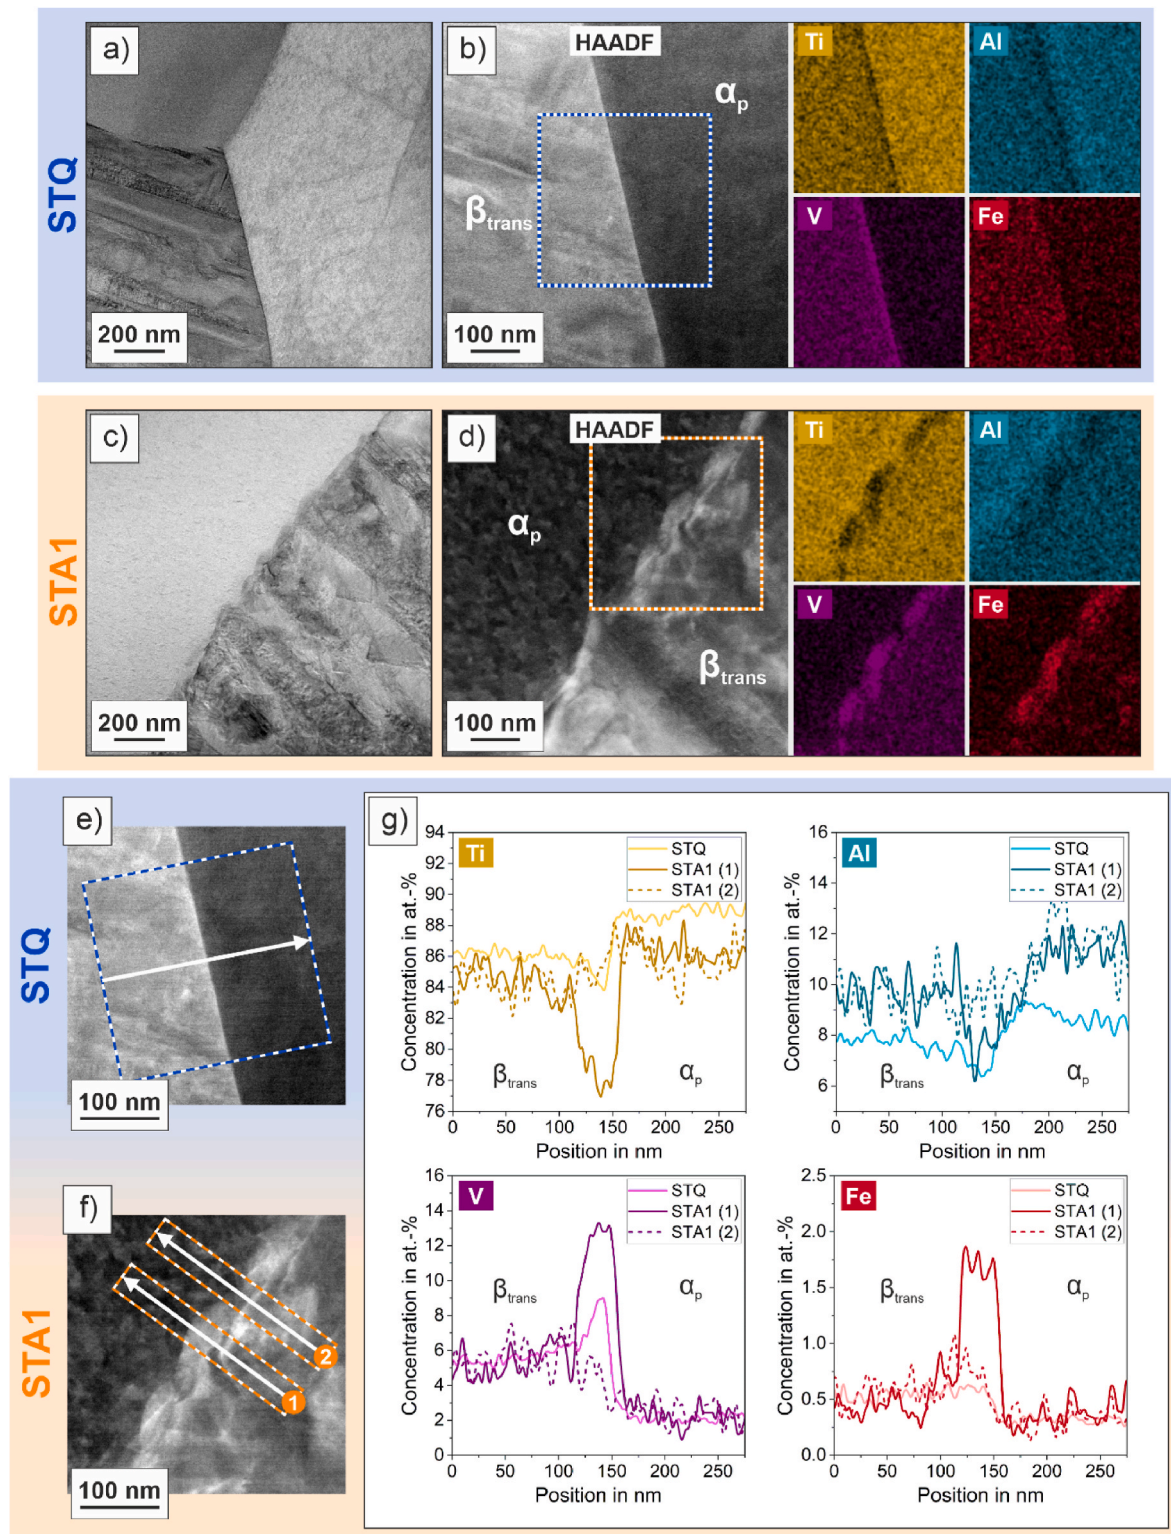 STQ
a)
200 nm
b)
HAADF
αp
βtrans
100 nm
Ti
Al
V
Fe
STA1
c)
200 nm
d)
HAADF
αp
βtrans
100 nm
Ti
Al
V
Fe
STQ
e)
100 nm
STA1
f)
2
1
100 nm
g)
Ti
STQ
STA1 (1)
STA1 (2)
Concentration in at.-%
94
92
90
88
86
84
82
80
78
76
βtrans
αp
0 50 100 150 200 250
Position in nm
Al
STQ
STA1 (1)
STA1 (2)
Concentration in at.-%
16
14
12
10
8
6
βtrans
αp
0 50 100 150 200 250
Position in nm
V
STQ
STA1 (1)
STA1 (2)
Concentration in at.-%
16
14
12
10
8
6
4
2
0
βtrans
αp
0 50 100 150 200 250
Position in nm
Fe
STQ
STA1 (1)
STA1 (2)
Concentration in at.-%
2.5
2.0
1.5
1.0
0.5
0.0
βtrans
αp
0 50 100 150 200 250
Position in nm